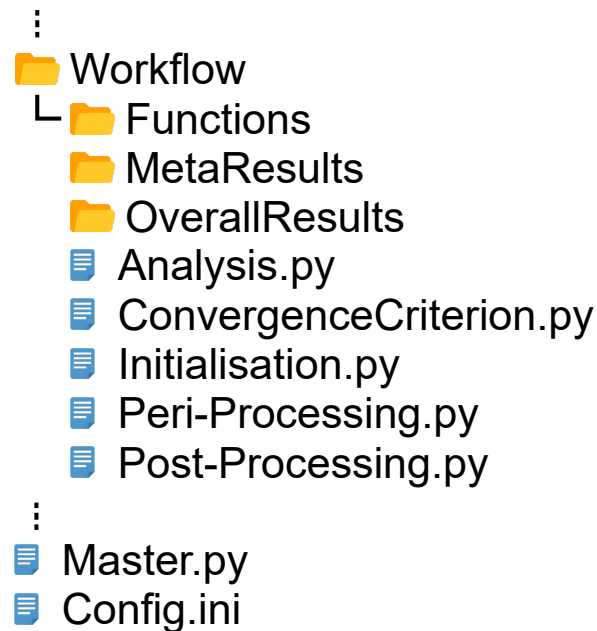 Workflow
Functions
MetaResults
OverallResults
Analysis.py
ConvergenceCriterion.py
Initialisation.py
Peri-Processing.py
Post-Processing.py
Master.py
Config.ini